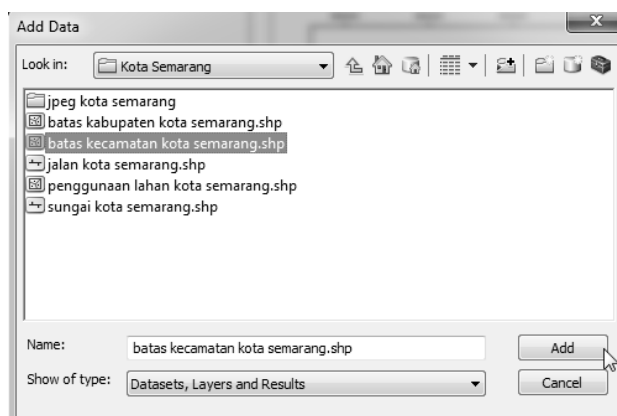 Add Data
Look in: Kota Semarang
jpeg kota semarang
batas kabupaten kota semarang.shp
batas kecamatan kota semarang.shp
jalan kota semarang.shp
penggunaan lahan kota semarang.shp
sungai kota semarang.shp
Name: batas kecamatan kota semarang.shp Add
Show of type: Datasets, Layers and Results Cancel